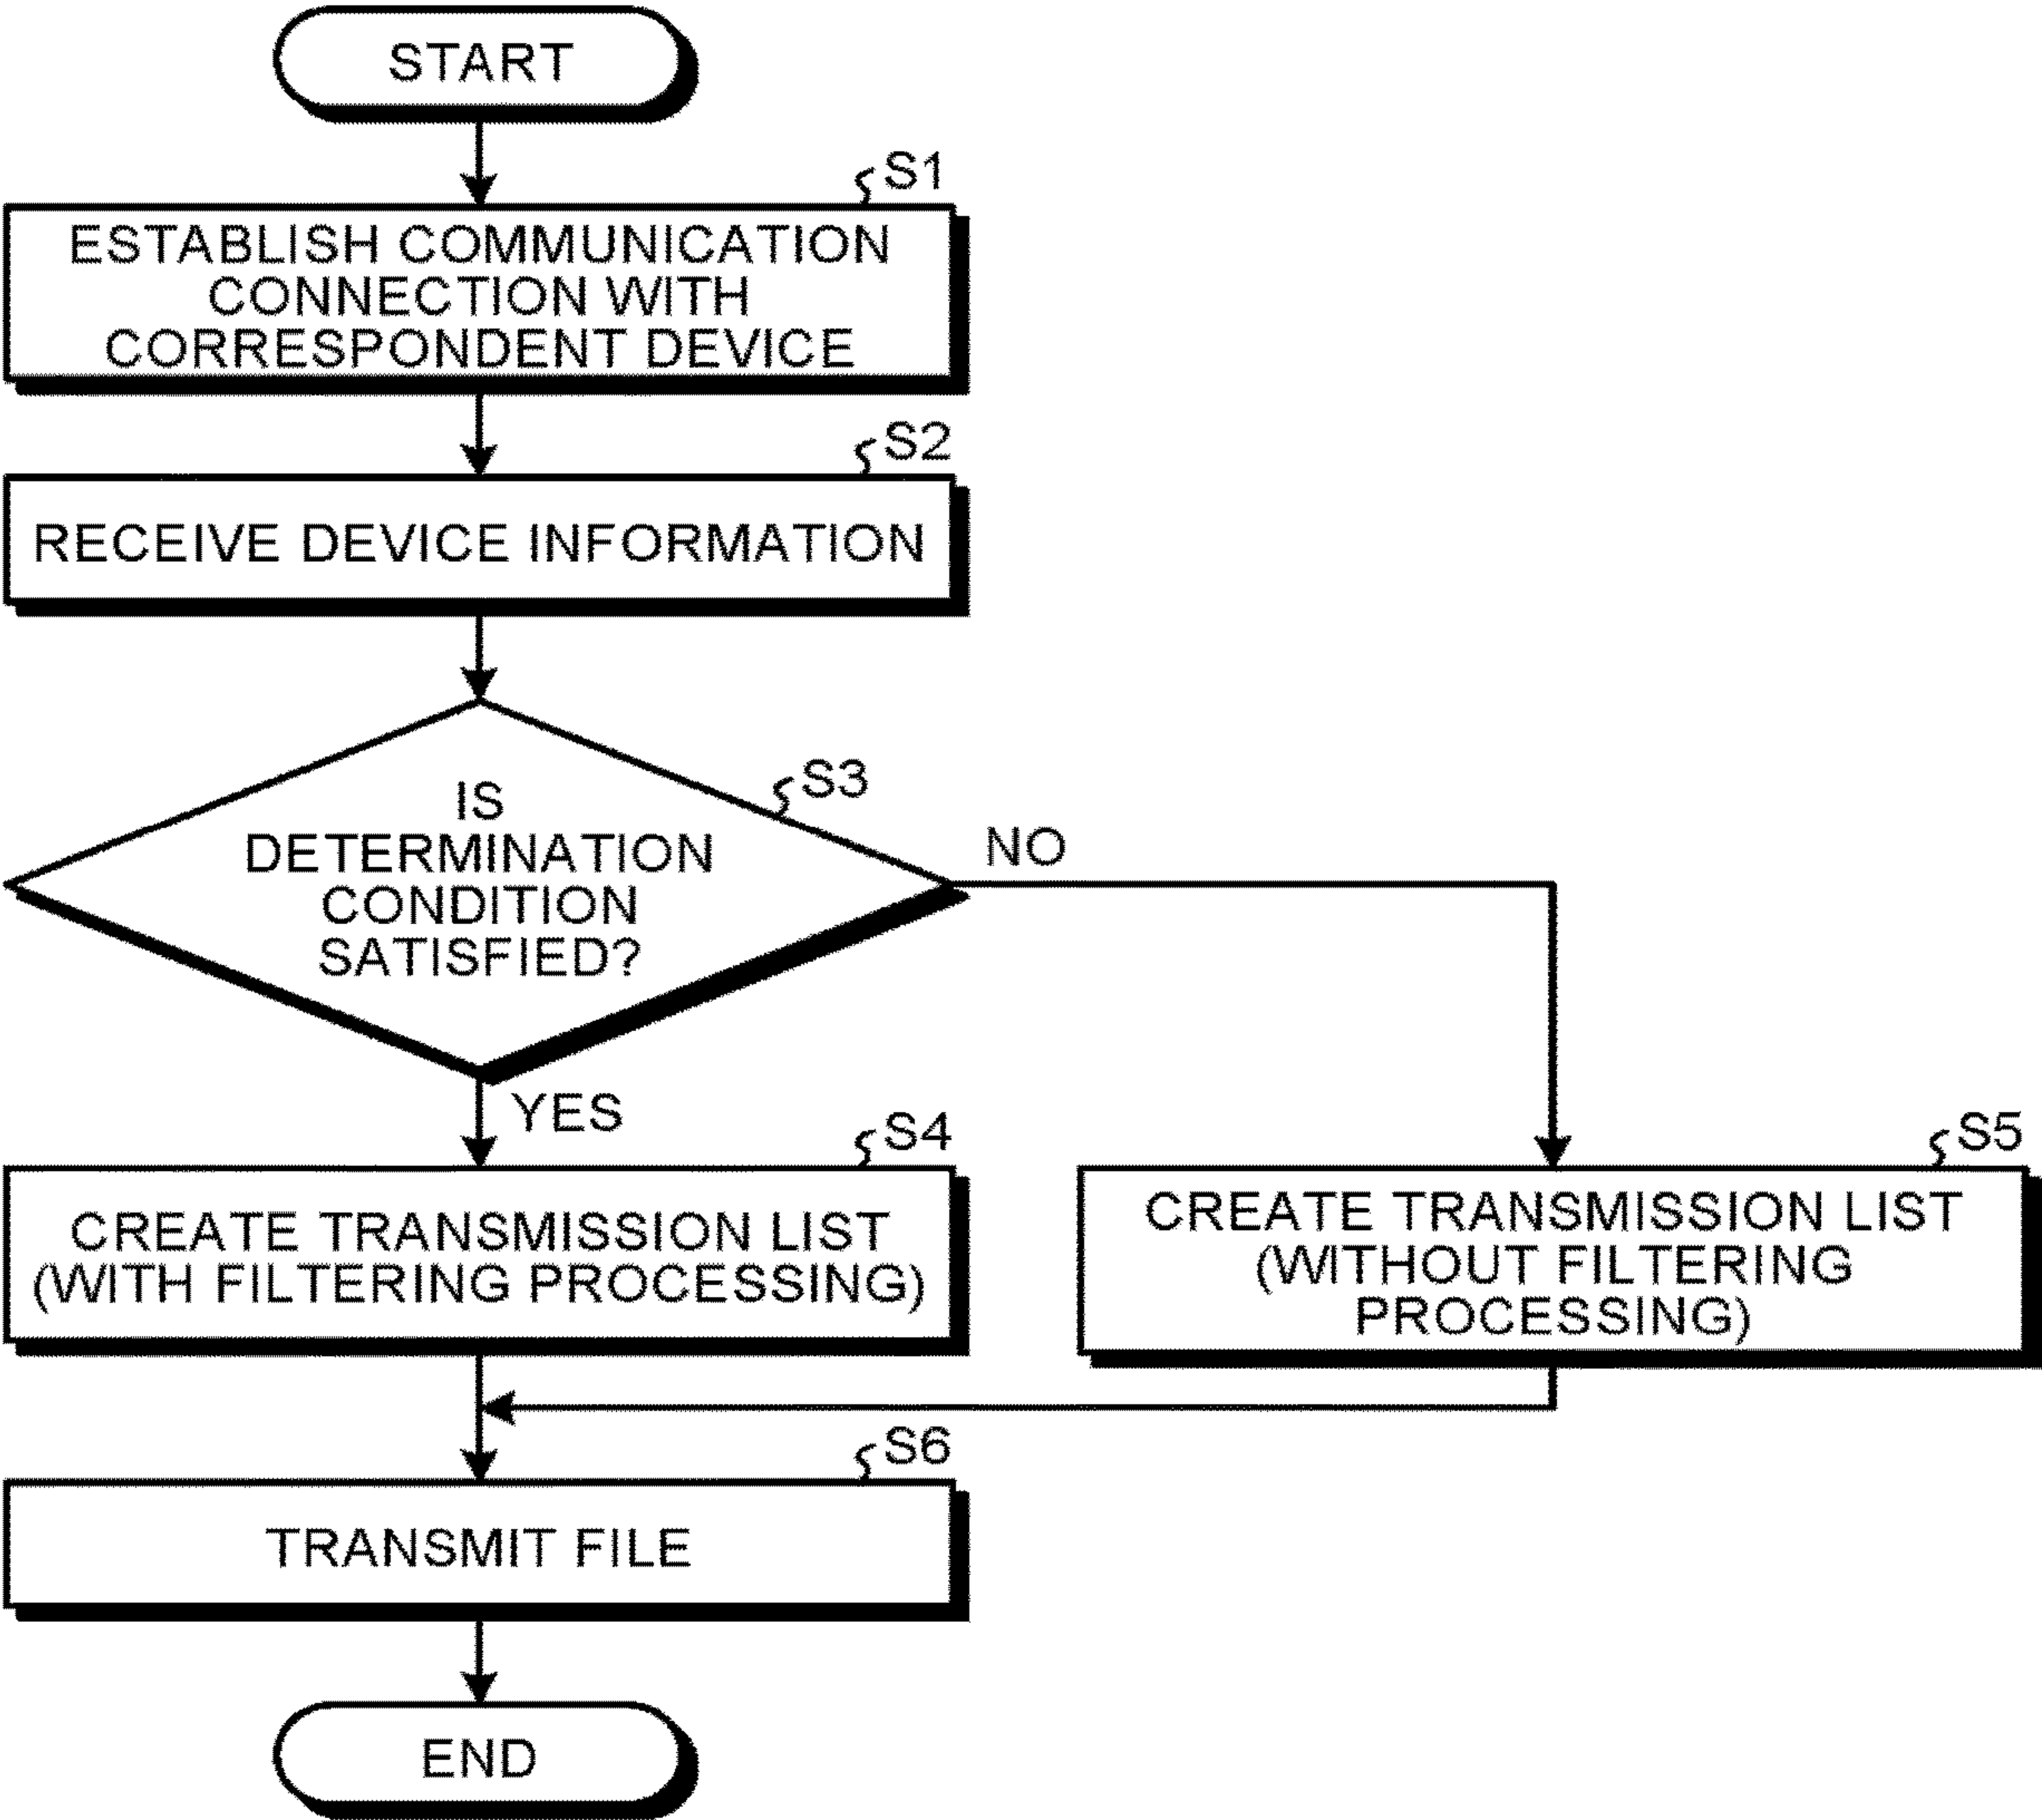 START
S1
ESTABLISH COMMUNICATION
CONNECTION WITH
CORRESPONDENT DEVICE
S2
RECEIVE DEVICE INFORMATION
S3
IS
DETERMINATION
CONDITION
SATISFIED?
NO
YES
S4
CREATE TRANSMISSION LIST
(WITH FILTERING PROCESSING)
S5
CREATE TRANSMISSION LIST
(WITHOUT FILTERING
PROCESSING)
S6
TRANSMIT FILE
END